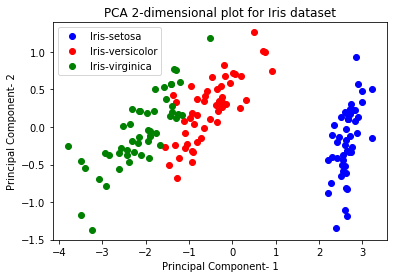 PCA 2-dimensional plot for Iris dataset
Iris-setosa
Iris-versicolor
Iris-virginica
Principal Component- 2
1.0
0.5
0.0
−0.5
−1.0
−1.5
−4 −3 −2 −1 0 1 2 3
Principal Component- 1